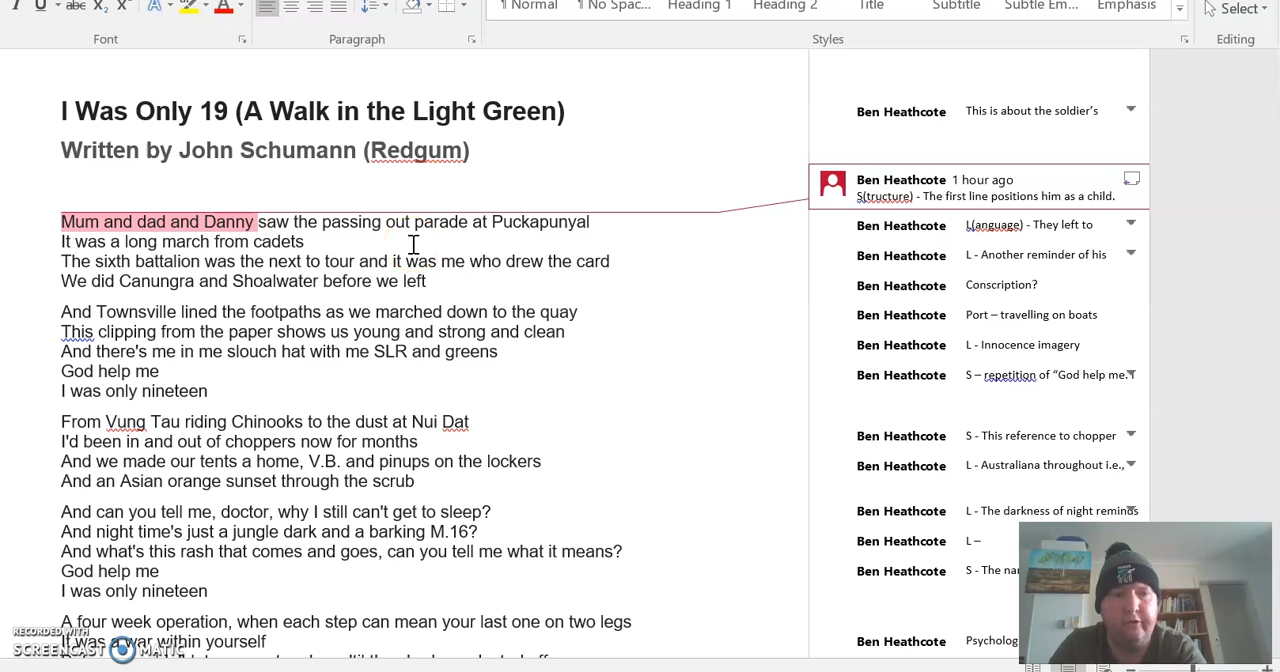 abc X₂ X² A A
Normal No Spac... Heading 1 Heading 2 Title Subtitle Subtle Em... Emphasis Select
Font Paragraph Styles Editing
I Was Only 19 (A Walk in the Light Green)
Written by John Schumann (Redgum)
Mum and dad and Danny saw the passing out parade at Puckapunyal
It was a long march from cadets
The sixth battalion was the next to tour and it was me who drew the card
We did Canungra and Shoalwater before we left
And Townsville lined the footpaths as we marched down to the quay
This clipping from the paper shows us young and strong and clean
And there's me in me slouch hat with me SLR and greens
God help me
I was only nineteen
From Vung Tau riding Chinooks to the dust at Nui Dat
I'd been in and out of choppers now for months
And we made our tents a home, V.B. and pinups on the lockers
And an Asian orange sunset through the scrub
And can you tell me, doctor, why I still can't get to sleep?
And night time's just a jungle dark and a barking M.16?
And what's this rash that comes and goes, can you tell me what it means?
God help me
I was only nineteen
A four week operation, when each step can mean your last one on two legs
It was a war within yourself
Ben Heathcote This is about the soldier's
Ben Heathcote 1 hour ago
S(tructure) - The first line positions him as a child.
Ben Heathcote L(anguage) - They left to
Ben Heathcote L - Another reminder of his
Ben Heathcote Conscription?
Ben Heathcote Port – travelling on boats
Ben Heathcote L - Innocence imagery
Ben Heathcote S – repetition of "God help me."
Ben Heathcote S - This reference to chopper
Ben Heathcote L - Australiana throughout i.e.,
Ben Heathcote L - The darkness of night reminds
Ben Heathcote L –
Ben Heathcote S - The na
Ben Heathcote Psycholog
RECORDED WITH
SCREENCAST MATIC